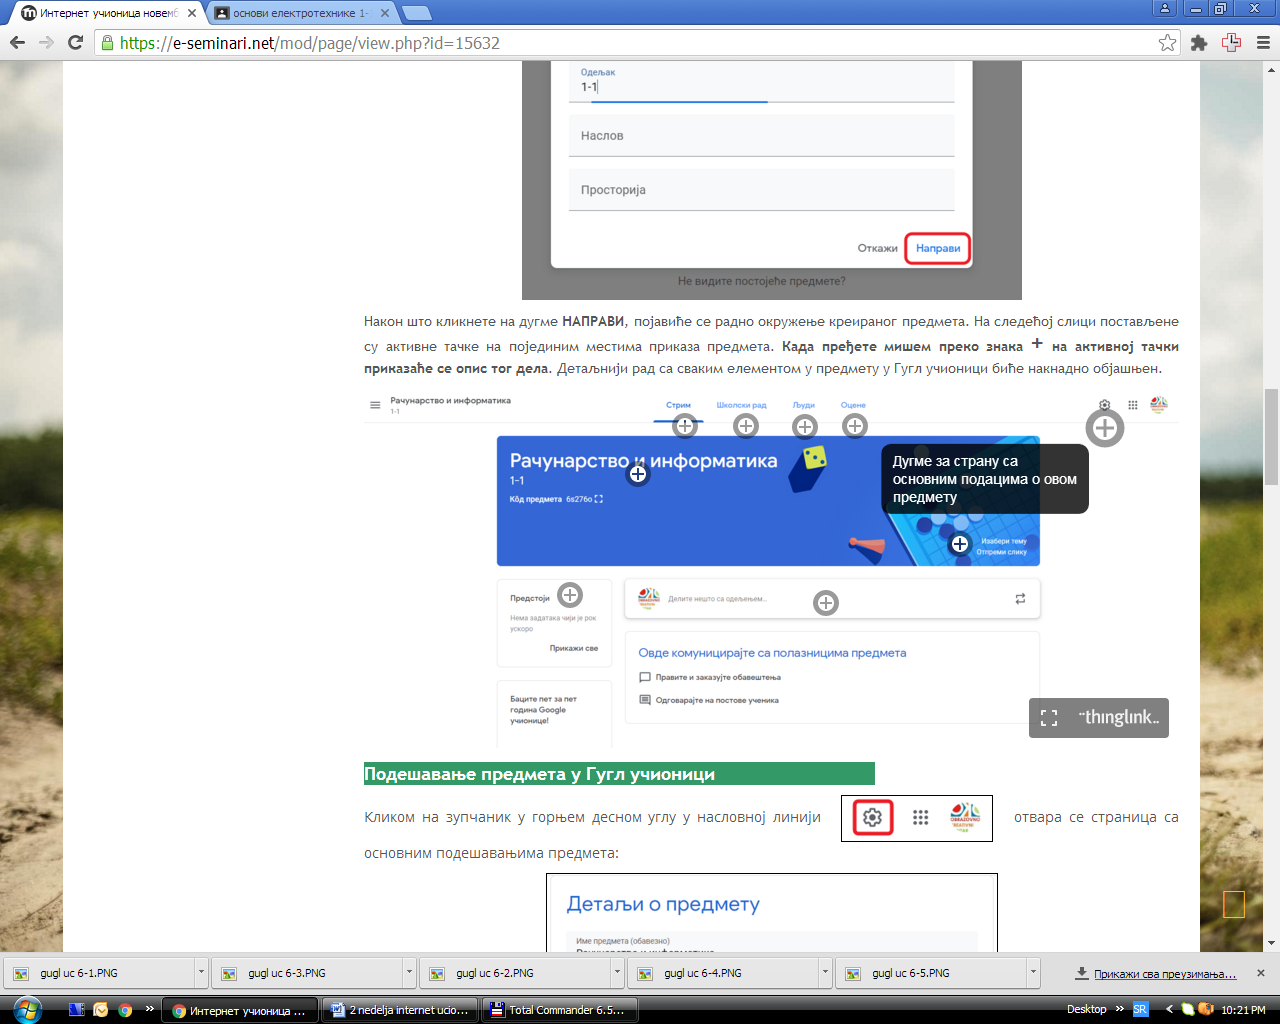 Интернет учионица новемб
основи електротехнике 1-
https://e-seminari.net/mod/page/view.php?id=15632
Одељак
1-1
Наслов
Просторија
Откажи Направи
Не видите постојеће предмете?
Након што кликнете на дугме НАПРАВИ, појавиће се радно окружење креираног предмета. На следећој слици постављене
су активне тачке на појединим местима приказа предмета. Када пређете мишем преко знака + на активној тачки
приказаће се опис тог дела. Детаљнији рад са сваким елементом у предмету у Гугл учионици биће накнадно објашњен.
Рачунарство и информатика
1-1
Стрим Школски рад Људи Оцене
Рачунарство и информатика
1-1
Кôд предмета 6s276o
Дугме за страну са
основним подацима о овом
предмету
Изабери тему
Отпреми слику
Предстоји
Нема задатака чији је рок
ускоро
Прикажи све
Делите нешто са одељењем...
Овде комуницирајте са полазницима предмета
Правите и заказујте обавештења
Одговарајте на постове ученика
Баците пет за пет
година Google
учионице!
thinglink..
Подешавање предмета у Гугл учионици
Кликом на зупчаник у горњем десном углу у насловној линији отвара се страница са
основним подешавањима предмета:
Детаљи о предмету
Име предмета (обавезно)
gugl uc 6-1.PNG
gugl uc 6-3.PNG
gugl uc 6-2.PNG
gugl uc 6-4.PNG
gugl uc 6-5.PNG
Прикажи сва преузимања...
Интернет учионица ...
2 nedelja internet ucio...
Total Commander 6.5...
Desktop
SR
10:21 PM